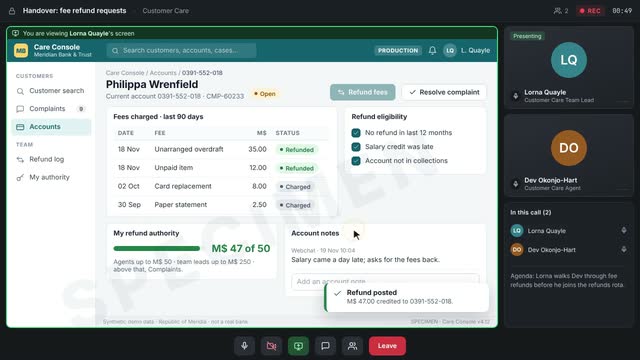 Handover: fee refund requests · Customer Care
2 REC 00:49
You are viewing Lorna Quayle's screen
MB Care Console
Meridian Bank & Trust
Search customers, accounts, cases...
PRODUCTION LQ L. Quayle
CUSTOMERS
Customer search
Complaints 9
Accounts
TEAM
Refund log
My authority
Care Console / Accounts / 0391-552-018
Philippa Wrenfield
Current account 0391-552-018 · CMP-60233 Open
Refund fees
Resolve complaint
Fees charged · last 90 days
DATE FEE M$ STATUS
18 Nov Unarranged overdraft 35.00 Refunded
18 Nov Unpaid item 12.00 Refunded
02 Oct Card replacement 8.00 Charged
30 Sep Paper statement 2.50 Charged
Refund eligibility
No refund in last 12 months
Salary credit was late
Account not in collections
My refund authority
M$ 47 of 50
Agents up to M$ 50 · team leads up to M$ 250 ·
above that, Complaints.
Account notes
Webchat · 19 Nov 10:04
Salary came a day late; asks for the fees back.
Add an account note
Refund posted
M$ 47.00 credited to 0391-552-018.
SPECIMEN
Synthetic demo data · Republic of Meridia · not a real bank
SPECIMEN · Care Console v4.12
Presenting
LQ
Lorna Quayle
Customer Care Team Lead
DO
Dev Okonjo-Hart
Customer Care Agent
In this call (2)
LQ Lorna Quayle
DO Dev Okonjo-Hart
Agenda: Lorna walks Dev through fee
refunds before he joins the refunds rota.
Leave